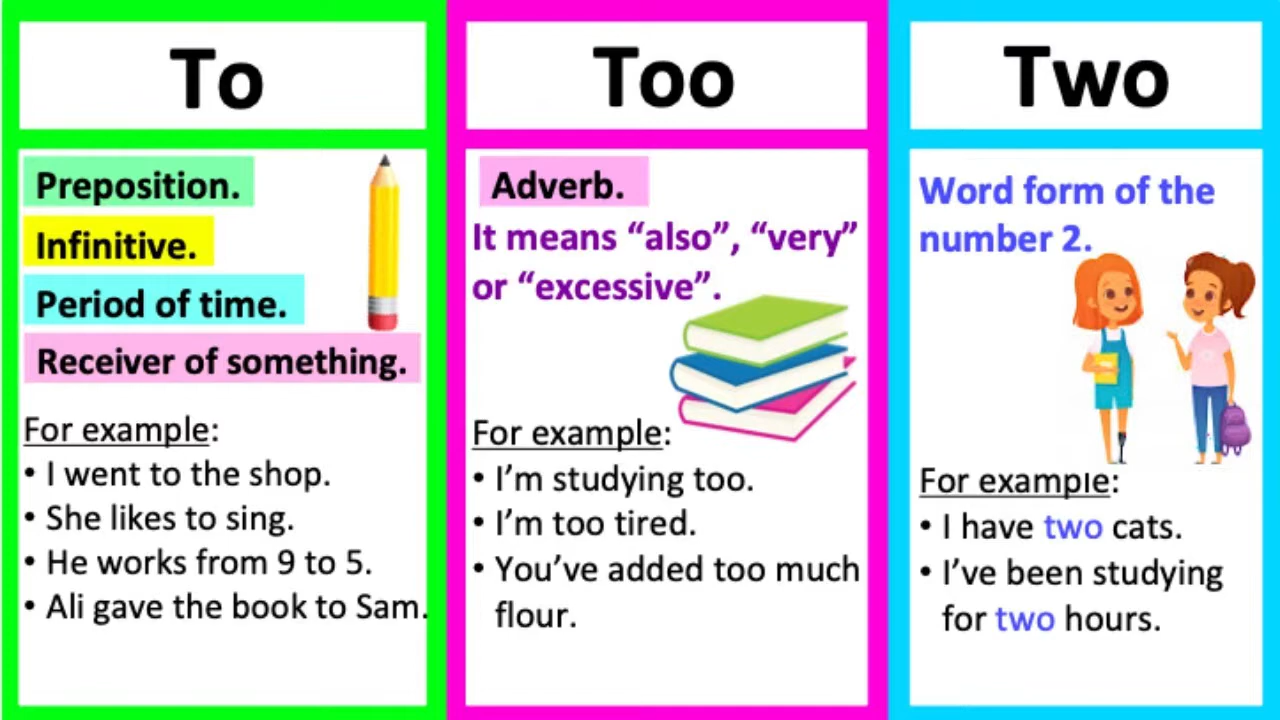 To
Preposition.
Infinitive.
Period of time.
Receiver of something.
For example:
• I went to the shop.
• She likes to sing.
• He works from 9 to 5.
• Ali gave the book to Sam.
Too
Adverb.
It means “also”, “very”
or “excessive”.
For example:
• I’m studying too.
• I’m too tired.
• You’ve added too much
flour.
Two
Word form of the
number 2.
For example:
• I have two cats.
• I’ve been studying
for two hours.